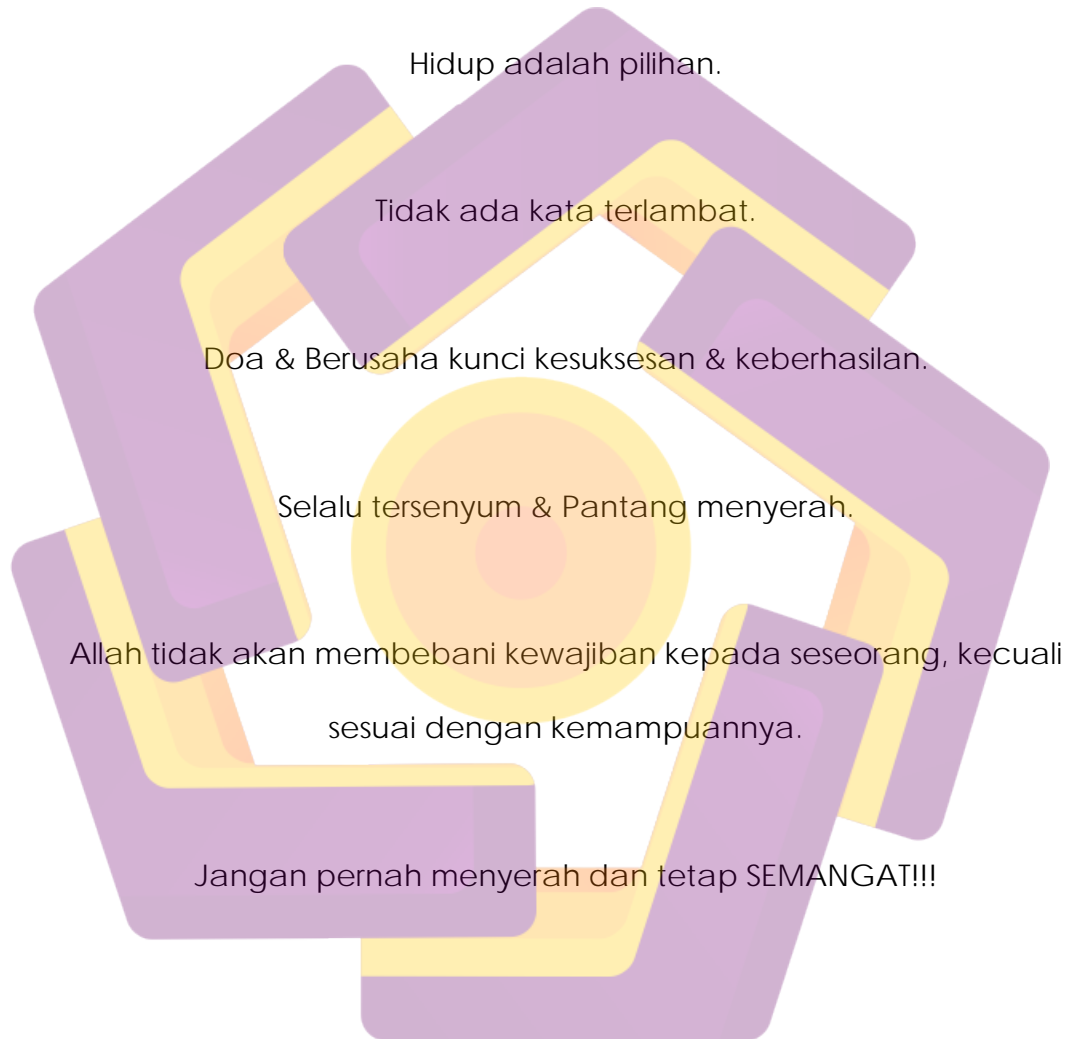 Hidup adalah pilihan.
Tidak ada kata terlambat.
Doa & Berusaha kunci kesuksesan & keberhasilan.
Selalu tersenyum & Pantang menyerah.
Allah tidak akan membebani kewajiban kepada seseorang, kecuali
sesuai dengan kemampuannya.
Jangan pernah menyerah dan tetap SEMANGAT!!!